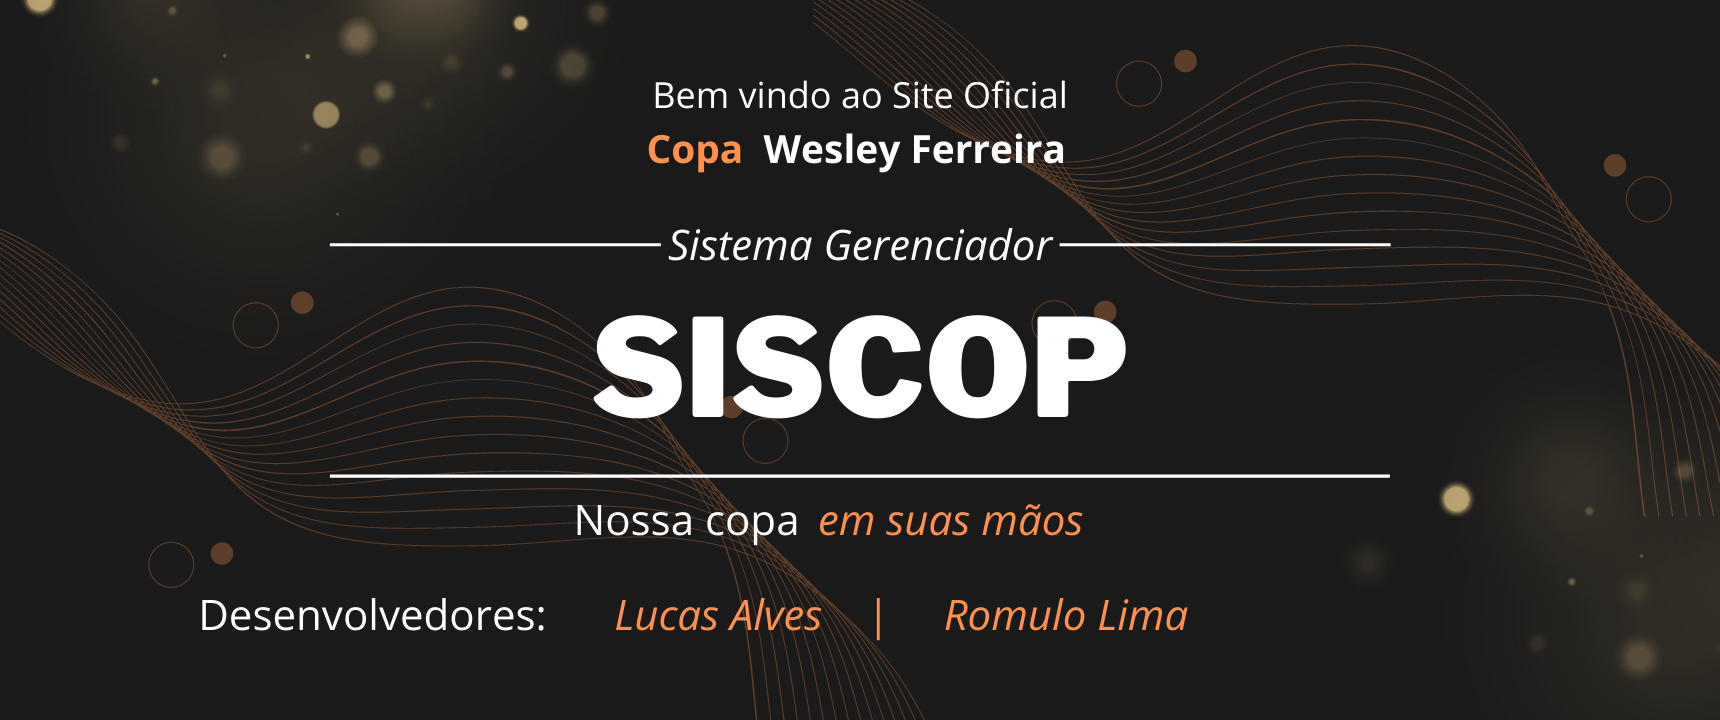 Bem vindo ao Site Oficial
Copa Wesley Ferreira
Sistema Gerenciador
SISCOP
Nossa copa em suas mãos
Desenvolvedores: Lucas Alves | Romulo Lima